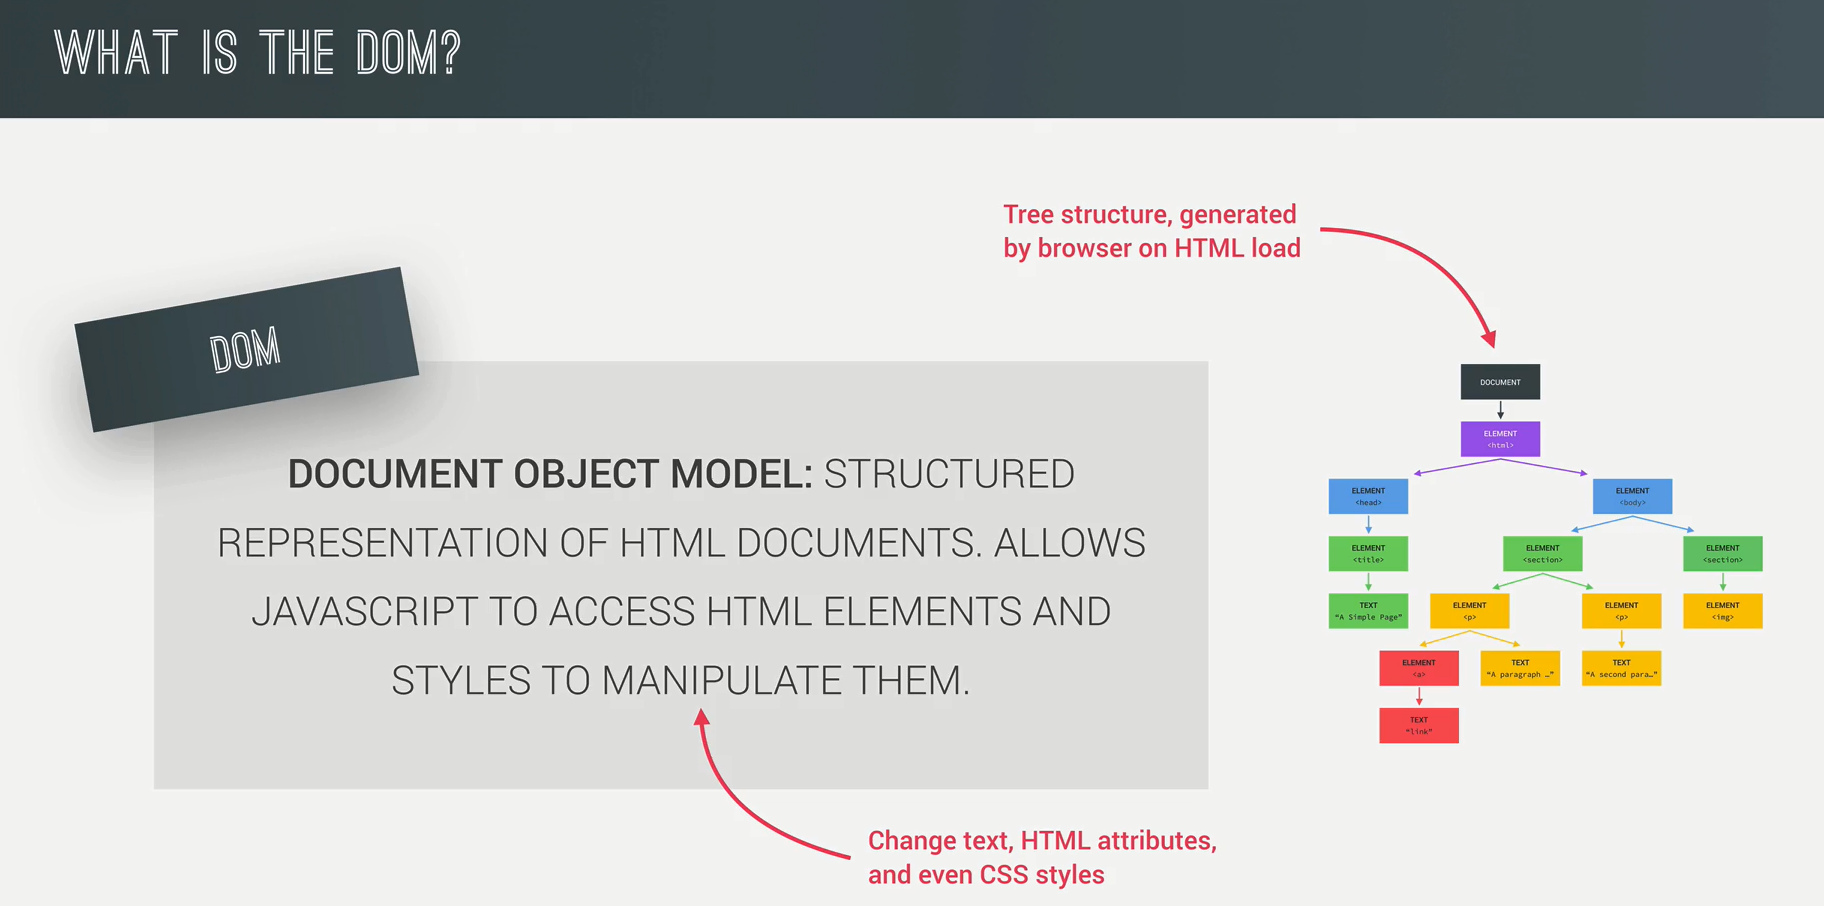 WHAT IS THE DOM?
Tree structure, generated
by browser on HTML load
DOM
DOCUMENT OBJECT MODEL: STRUCTURED
REPRESENTATION OF HTML DOCUMENTS. ALLOWS
JAVASCRIPT TO ACCESS HTML ELEMENTS AND
STYLES TO MANIPULATE THEM.
Change text, HTML attributes,
and even CSS styles
DOCUMENT
ELEMENT
<html>
ELEMENT
<head>
ELEMENT
<body>
ELEMENT
<title>
ELEMENT
<section>
ELEMENT
<section>
TEXT
“A Simple Page”
ELEMENT
<p>
ELEMENT
<p>
ELEMENT
<img>
ELEMENT
<a>
TEXT
“A paragraph …”
TEXT
“A second para…”
TEXT
“link”